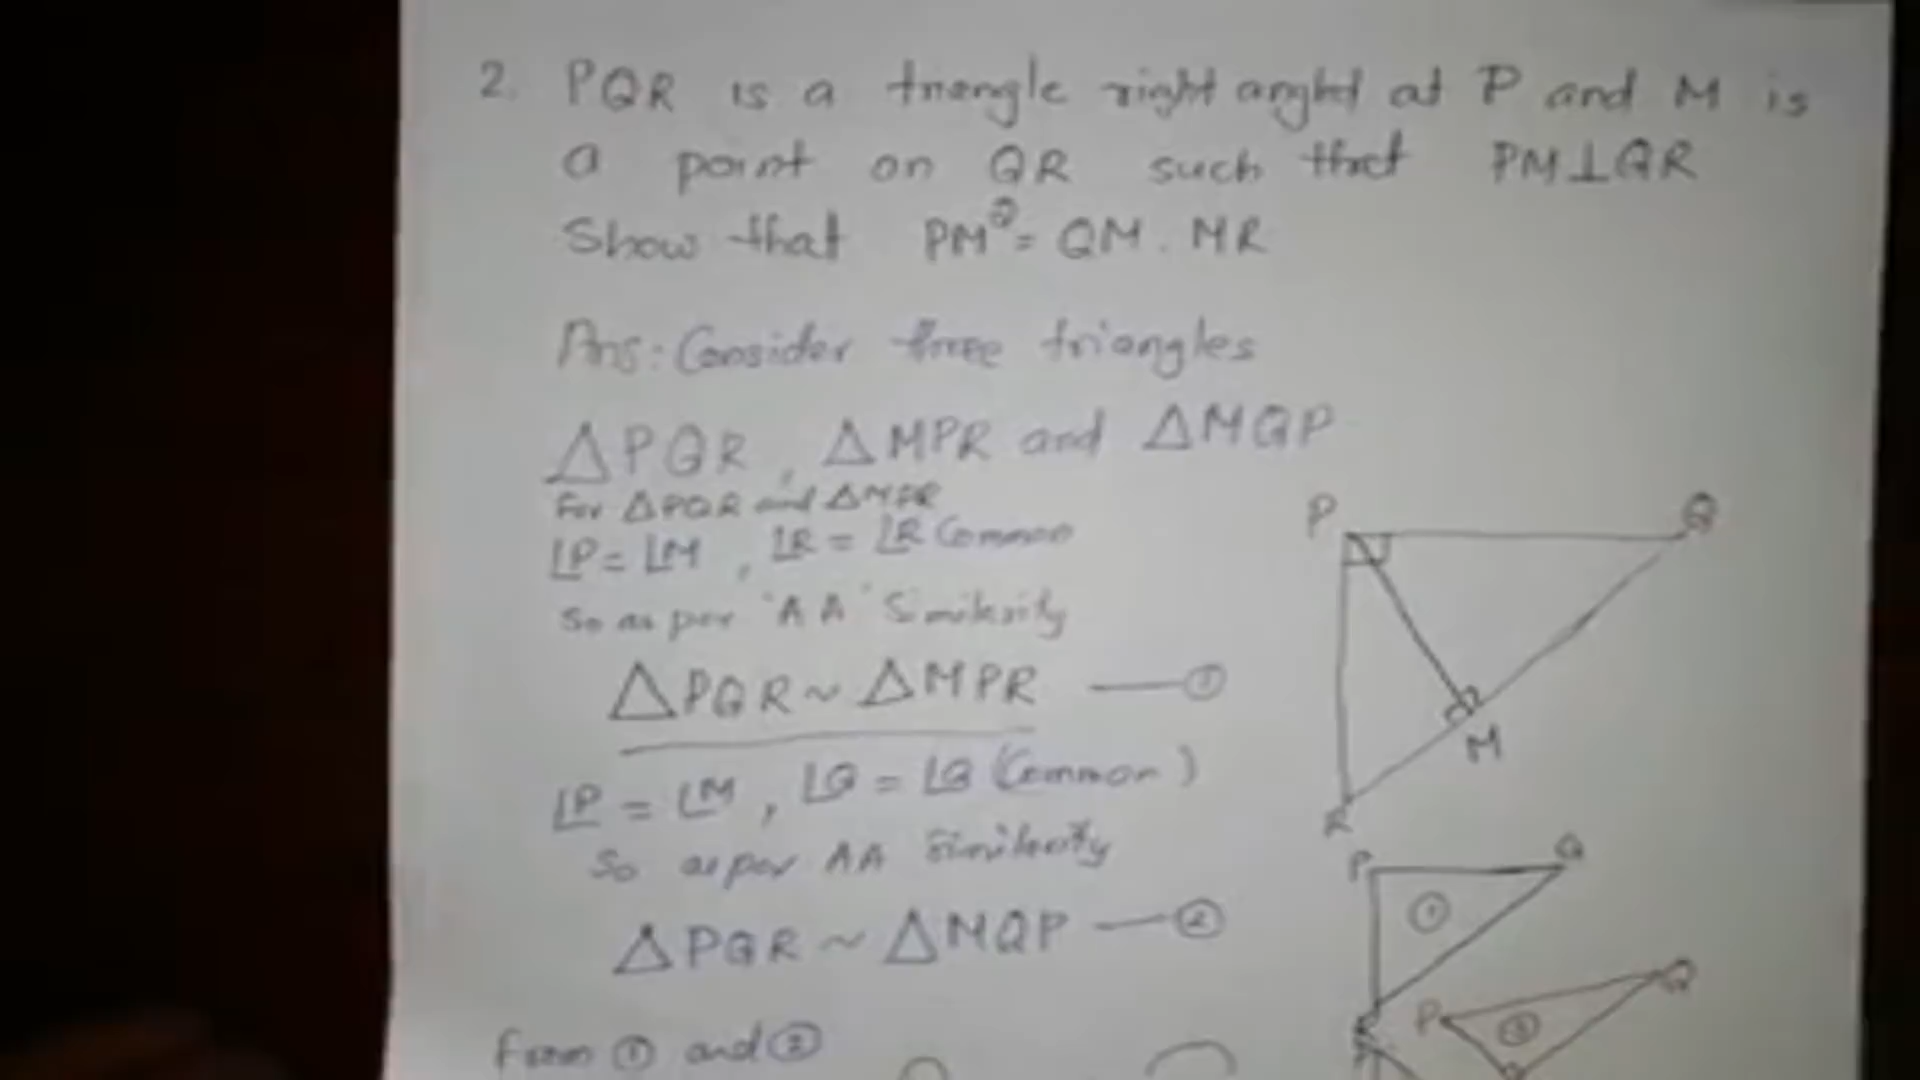 2. PQR is a triangle right angled at P and M is
a point on QR such that PM⊥QR
Show that PM²= QM . MR
Ans: Consider three triangles
△PQR , △MPR and △MQP
For △PQR and △MPR
∠P = ∠M , ∠R = ∠R Common
So as per "AA" Similarity
△PQR ~ △MPR —①
∠P = ∠M , ∠Q = ∠Q (Common)
So as per AA Similarity
△PQR ~ △MQP —②
From ① and ②
P Q
M
R
P Q
①
R
P Q
③